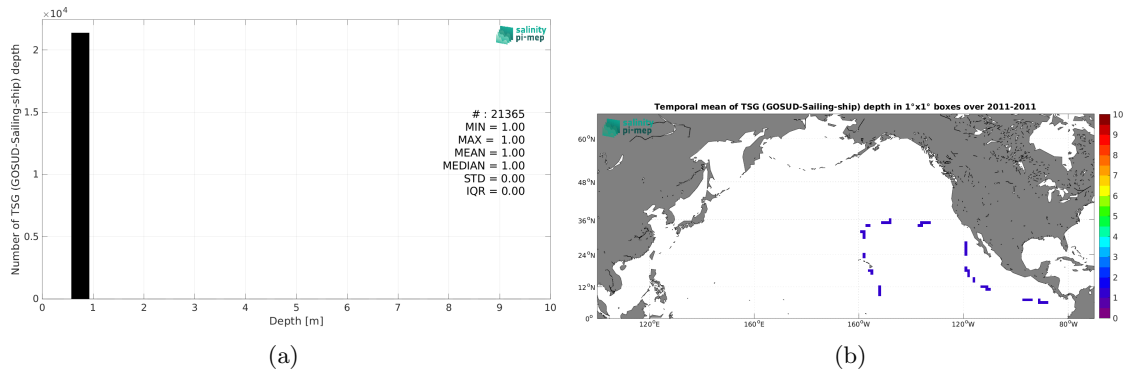 ×10⁴
salinity
pi-mep
2
1.5
1
0.5
0
Number of TSG (GOSUD-Sailing-ship) depth
# : 21365
MIN = 1.00
MAX = 1.00
MEAN = 1.00
MEDIAN = 1.00
STD = 0.00
IQR = 0.00
0 1 2 3 4 5 6 7 8 9 10
Depth [m]
(a)
Temporal mean of TSG (GOSUD-Sailing-ship) depth in 1°x1° boxes over 2011-2011
salinity
pi-mep
60°N
48°N
36°N
24°N
12°N
0°
120°E 160°E 160°W 120°W 80°W
10
9
8
7
6
5
4
3
2
1
0
(b)